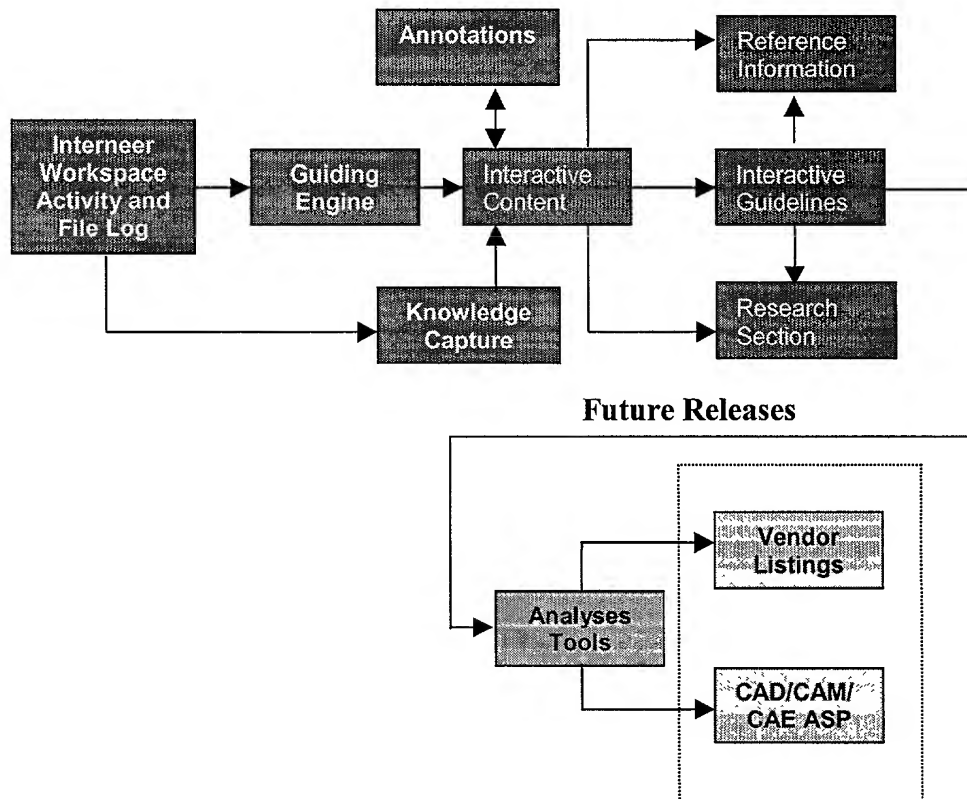 Annotations
Reference
Information
Interneer
Workspace
Activity and
File Log
Guiding
Engine
Interactive
Content
Interactive
Guidelines
Knowledge
Capture
Research
Section
Future Releases
Vendor
Listings
Analyses
Tools
CAD/CAM/
CAE ASP